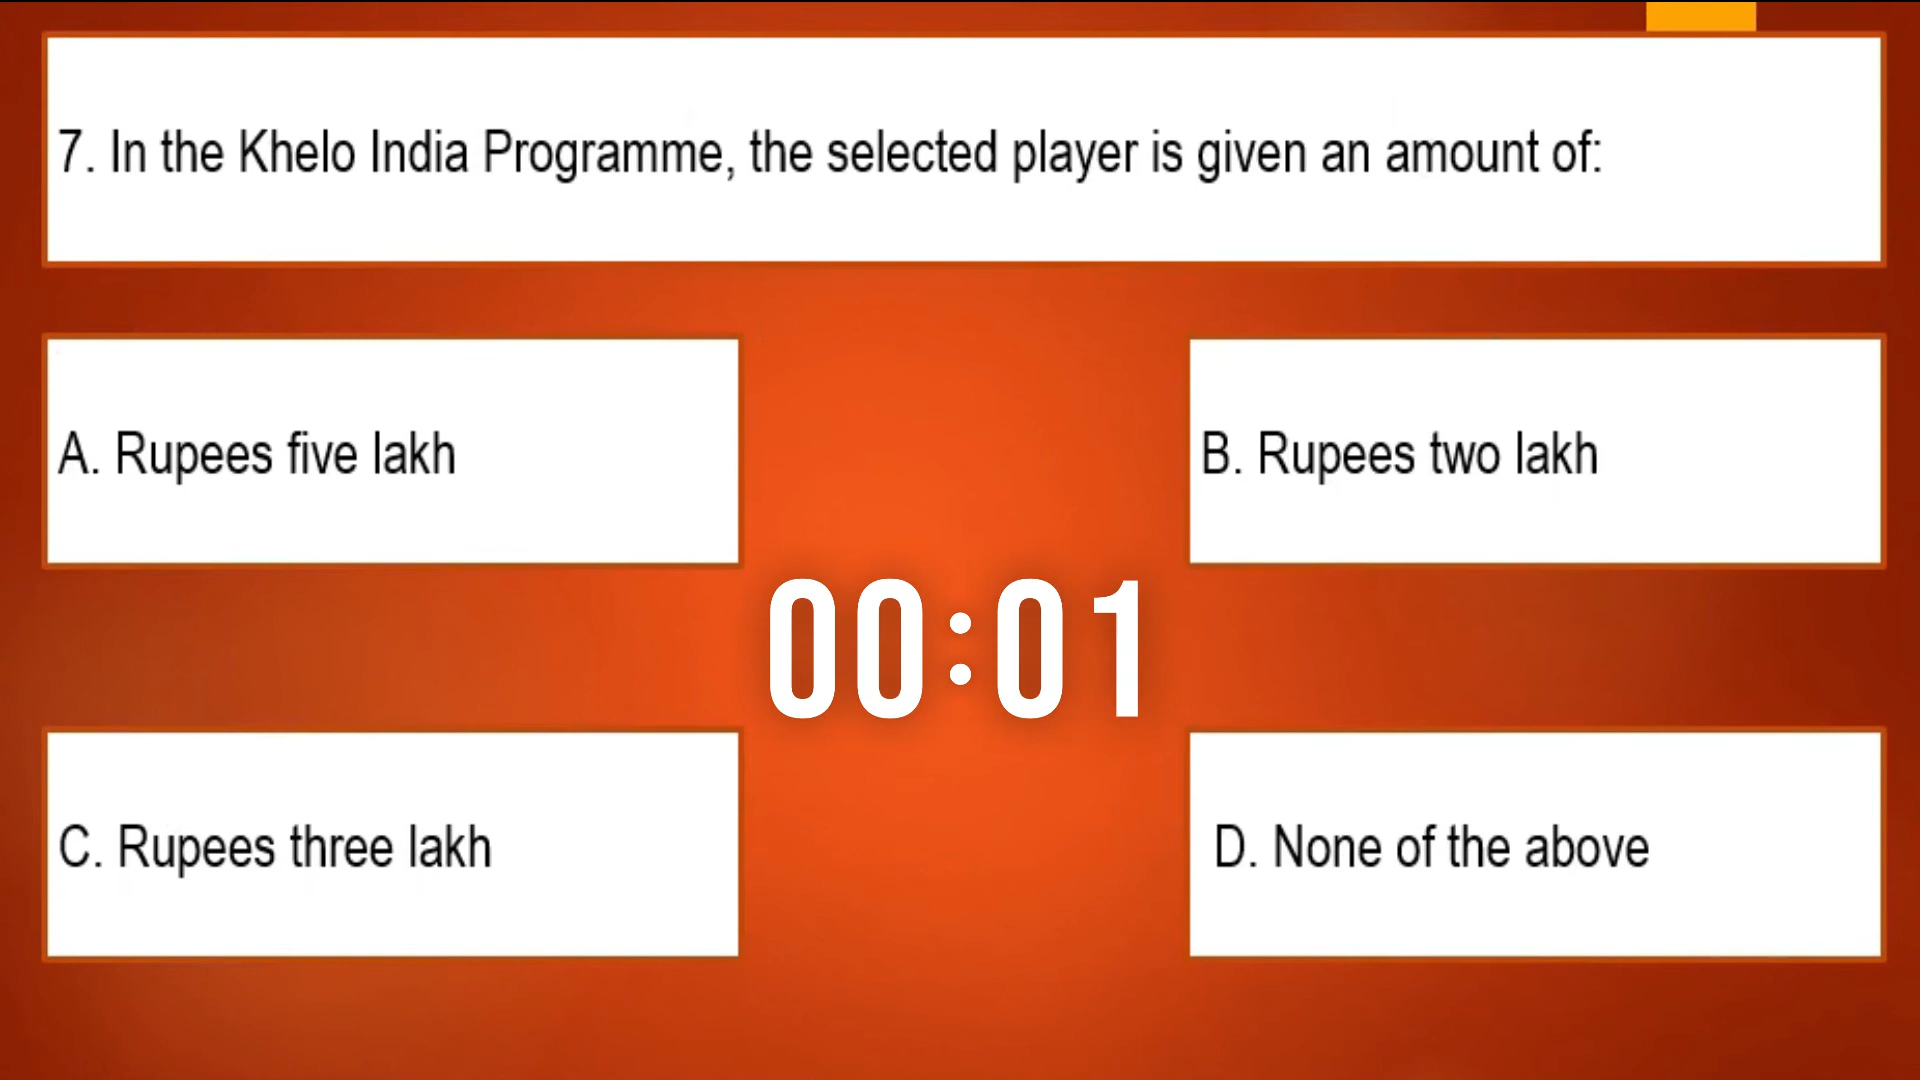 7. In the Khelo India Programme, the selected player is given an amount of:
A. Rupees five lakh
B. Rupees two lakh
00:01
C. Rupees three lakh
D. None of the above